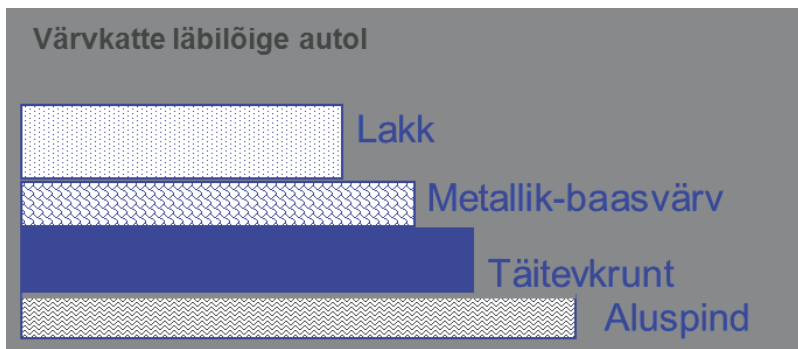 Värvkatte läbilõige autol
Lakk
Metallik-baasvärv
Täitevkrunt
Aluspind